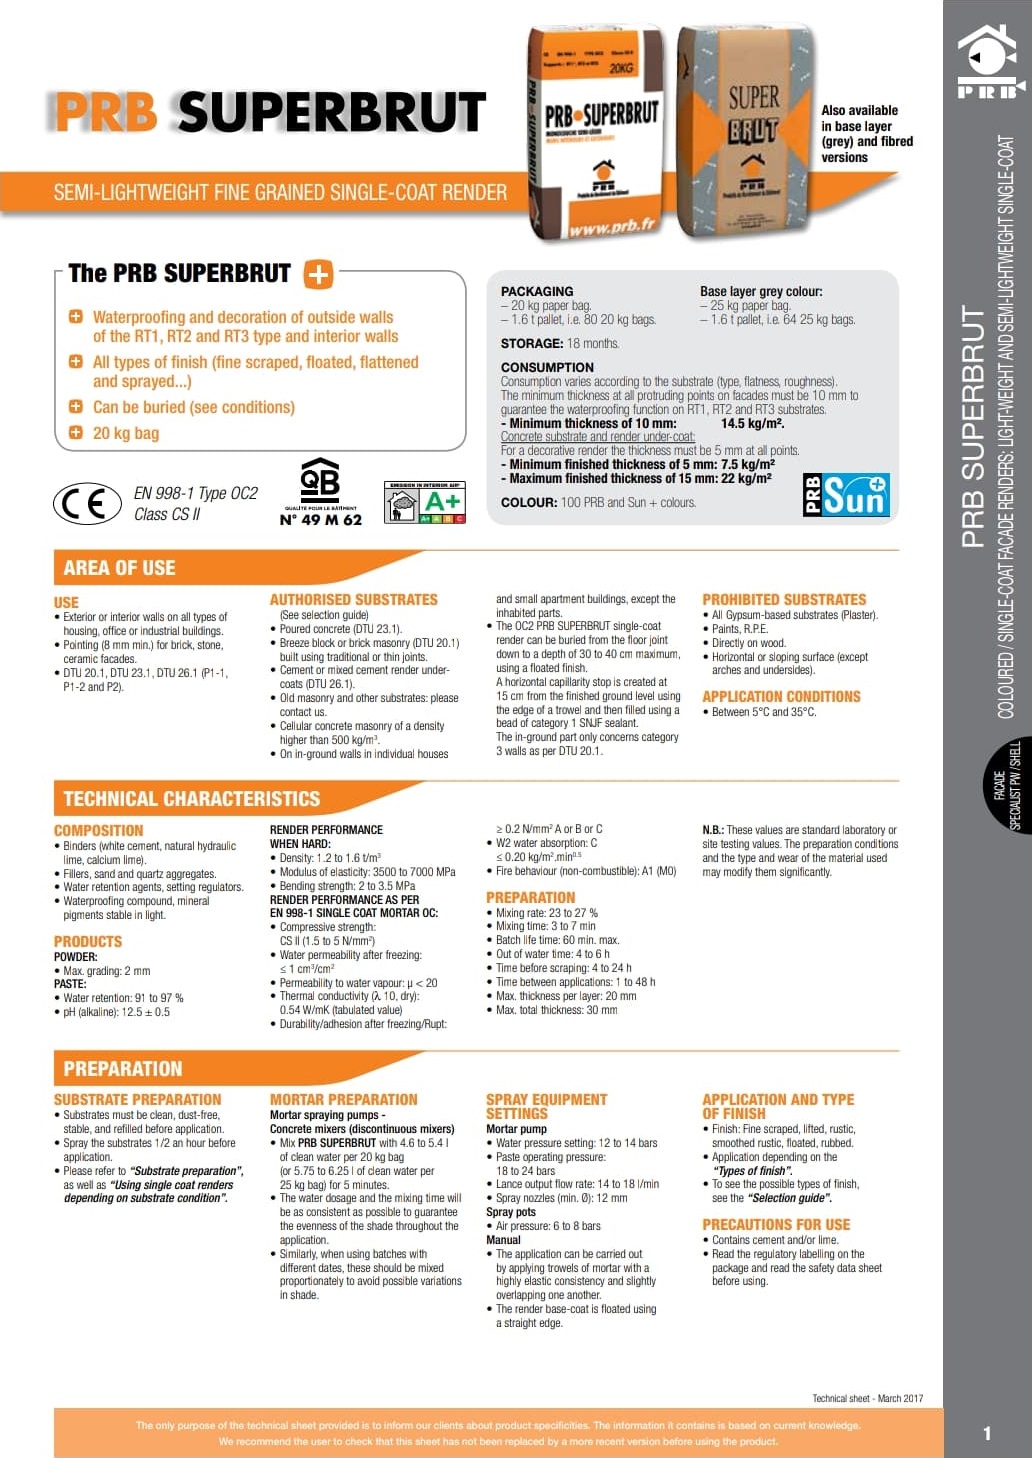 PRB SUPERBRUT
SEMI-LIGHTWEIGHT FINE GRAINED SINGLE-COAT RENDER
20KG
PRB SUPERBRUT
PRB SUPERBRUT
PRB
www.prb.fr
SUPER
BRUT
PRB
Also available
in base layer
(grey) and fibred
versions
The PRB SUPERBRUT
Waterproofing and decoration of outside walls
of the RT1, RT2 and RT3 type and interior walls
All types of finish (fine scraped, floated, flattened
and sprayed...)
Can be buried (see conditions)
20 kg bag
CE
EN 998-1 Type OC2
Class CS II
QB
QUALITÉ POUR LE BÂTIMENT
N° 49 M 62
EMISSION IN INTERIOR AIR*
A+
A+ A B C
PACKAGING
– 20 kg paper bag.
– 1.6 t pallet, i.e. 80 20 kg bags.
Base layer grey colour:
– 25 kg paper bag.
– 1.6 t pallet, i.e. 64 25 kg bags.
STORAGE: 18 months.
CONSUMPTION
Consumption varies according to the substrate (type, flatness, roughness).
The minimum thickness at all protruding points on facades must be 10 mm to
guarantee the waterproofing function on RT1, RT2 and RT3 substrates.
- Minimum thickness of 10 mm: 14.5 kg/m².
Concrete substrate and render under-coat:
For a decorative render the thickness must be 5 mm at all points.
- Minimum finished thickness of 5 mm: 7.5 kg/m²
- Maximum finished thickness of 15 mm: 22 kg/m²
COLOUR: 100 PRB and Sun + colours.
PRB Sun+
AREA OF USE
USE
• Exterior or interior walls on all types of
housing, office or industrial buildings.
• Pointing (8 mm min.) for brick, stone,
ceramic facades.
• DTU 20.1, DTU 23.1, DTU 26.1 (P1-1,
P1-2 and P2).
AUTHORISED SUBSTRATES
(See selection guide)
• Poured concrete (DTU 23.1).
• Breeze block or brick masonry (DTU 20.1)
built using traditional or thin joints.
• Cement or mixed cement render under-
coats (DTU 26.1).
• Old masonry and other substrates: please
contact us.
• Cellular concrete masonry of a density
higher than 500 kg/m³.
• On in-ground walls in individual houses
and small apartment buildings, except the
inhabited parts.
• The OC2 PRB SUPERBRUT single-coat
render can be buried from the floor joint
down to a depth of 30 to 40 cm maximum,
using a floated finish.
A horizontal capillarity stop is created at
15 cm from the finished ground level using
the edge of a trowel and then filled using a
bead of category 1 SNJF sealant.
The in-ground part only concerns category
3 walls as per DTU 20.1.
PROHIBITED SUBSTRATES
• All Gypsum-based substrates (Plaster).
• Paints, R.P.E.
• Directly on wood.
• Horizontal or sloping surface (except
arches and undersides).
APPLICATION CONDITIONS
• Between 5°C and 35°C.
TECHNICAL CHARACTERISTICS
COMPOSITION
• Binders (white cement, natural hydraulic
lime, calcium lime).
• Fillers, sand and quartz aggregates.
• Water retention agents, setting regulators.
• Waterproofing compound, mineral
pigments stable in light.
PRODUCTS
POWDER:
• Max. grading: 2 mm
PASTE:
• Water retention: 91 to 97 %
• pH (alkaline): 12.5 ± 0.5
RENDER PERFORMANCE
WHEN HARD:
• Density: 1.2 to 1.6 t/m³
• Modulus of elasticity: 3500 to 7000 MPa
• Bending strength: 2 to 3.5 MPa
RENDER PERFORMANCE AS PER
EN 998-1 SINGLE COAT MORTAR OC:
• Compressive strength:
CS II (1.5 to 5 N/mm²)
• Water permeability after freezing:
≤ 1 cm³/cm²
• Permeability to water vapour: µ < 20
• Thermal conductivity (λ 10, dry):
0.54 W/mK (tabulated value)
• Durability/adhesion after freezing/Rupt:
≥ 0.2 N/mm² A or B or C
• W2 water absorption: C
≤ 0.20 kg/m².min⁰·⁵
• Fire behaviour (non-combustible): A1 (M0)
PREPARATION
• Mixing rate: 23 to 27 %
• Mixing time: 3 to 7 min
• Batch life time: 60 min. max.
• Out of water time: 4 to 6 h
• Time before scraping: 4 to 24 h
• Time between applications: 1 to 48 h
• Max. thickness per layer: 20 mm
• Max. total thickness: 30 mm
N.B.: These values are standard laboratory or
site testing values. The preparation conditions
and the type and wear of the material used
may modify them significantly.
PREPARATION
SUBSTRATE PREPARATION
• Substrates must be clean, dust-free,
stable, and refilled before application.
• Spray the substrates 1/2 an hour before
application.
• Please refer to "Substrate preparation",
as well as "Using single coat renders
depending on substrate condition".
MORTAR PREPARATION
Mortar spraying pumps -
Concrete mixers (discontinuous mixers)
• Mix PRB SUPERBRUT with 4.6 to 5.4 l
of clean water per 20 kg bag
(or 5.75 to 6.25 l of clean water per
25 kg bag) for 5 minutes.
• The water dosage and the mixing time will
be as consistent as possible to guarantee
the evenness of the shade throughout the
application.
• Similarly, when using batches with
different dates, these should be mixed
proportionately to avoid possible variations
in shade.
SPRAY EQUIPMENT
SETTINGS
Mortar pump
• Water pressure setting: 12 to 14 bars
• Paste operating pressure:
18 to 24 bars
• Lance output flow rate: 14 to 18 l/min
• Spray nozzles (min. Ø): 12 mm
Spray pots
• Air pressure: 6 to 8 bars
Manual
• The application can be carried out
by applying trowels of mortar with a
highly elastic consistency and slightly
overlapping one another.
• The render base-coat is floated using
a straight edge.
APPLICATION AND TYPE
OF FINISH
• Finish: Fine scraped, lifted, rustic,
smoothed rustic, floated, rubbed.
• Application depending on the
"Types of finish".
• To see the possible types of finish,
see the "Selection guide".
PRECAUTIONS FOR USE
• Contains cement and/or lime.
• Read the regulatory labelling on the
package and read the safety data sheet
before using.
Technical sheet - March 2017
The only purpose of the technical sheet provided is to inform our clients about product specificities. The information it contains is based on current knowledge.
We recommend the user to check that this sheet has not been replaced by a more recent version before using the product.
PRB
PRB SUPERBRUT
COLOURED / SINGLE-COAT FACADE RENDERS: LIGHT-WEIGHT AND SEMI-LIGHTWEIGHT SINGLE-COAT
FACADE
SPECIALIST PW / SHELL
1